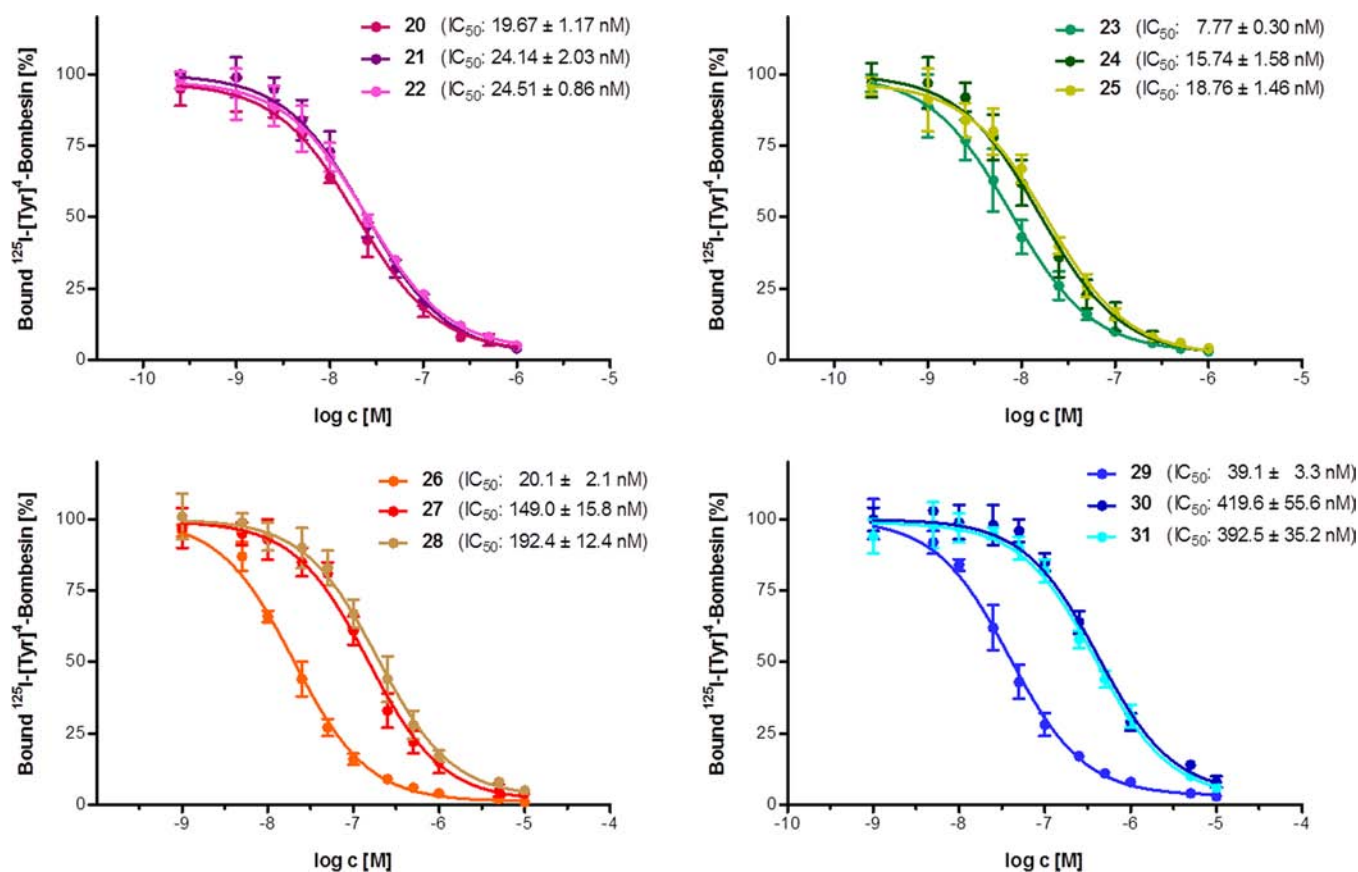 20 (IC50: 19.67 ± 1.17 nM)
21 (IC50: 24.14 ± 2.03 nM)
22 (IC50: 24.51 ± 0.86 nM)
Bound 125I-[Tyr]4-Bombesin [%]
100
75
50
25
0
-10 -9 -8 -7 -6 -5
log c [M]
23 (IC50: 7.77 ± 0.30 nM)
24 (IC50: 15.74 ± 1.58 nM)
25 (IC50: 18.76 ± 1.46 nM)
Bound 125I-[Tyr]4-Bombesin [%]
100
75
50
25
0
-10 -9 -8 -7 -6 -5
log c [M]
26 (IC50: 20.1 ± 2.1 nM)
27 (IC50: 149.0 ± 15.8 nM)
28 (IC50: 192.4 ± 12.4 nM)
Bound 125I-[Tyr]4-Bombesin [%]
100
75
50
25
0
-9 -8 -7 -6 -5 -4
log c [M]
29 (IC50: 39.1 ± 3.3 nM)
30 (IC50: 419.6 ± 55.6 nM)
31 (IC50: 392.5 ± 35.2 nM)
Bound 125I-[Tyr]4-Bombesin [%]
100
75
50
25
0
-10 -9 -8 -7 -6 -5 -4
log c [M]